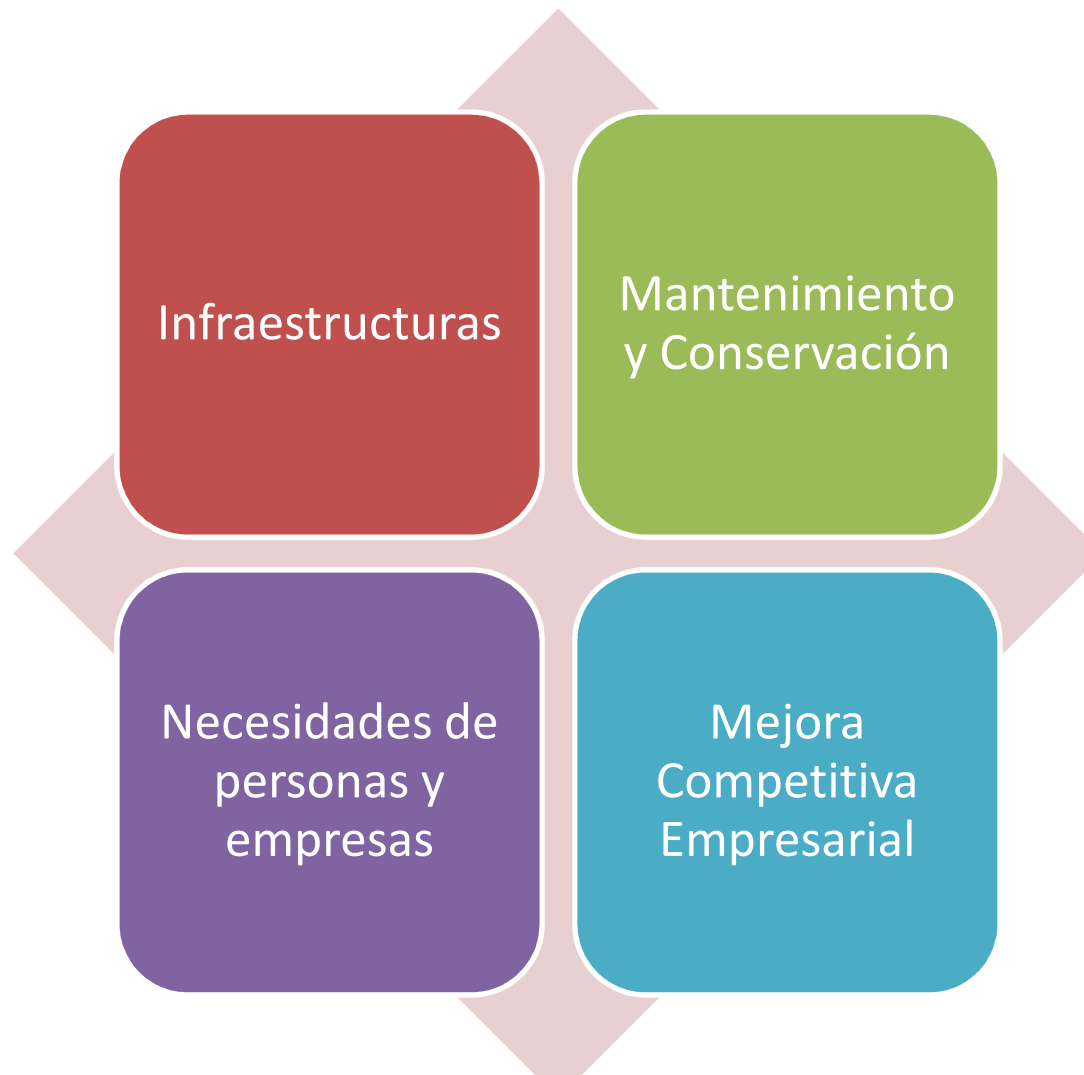 Infraestructuras
Mantenimiento
y Conservación
Necesidades de
personas y
empresas
Mejora
Competitiva
Empresarial